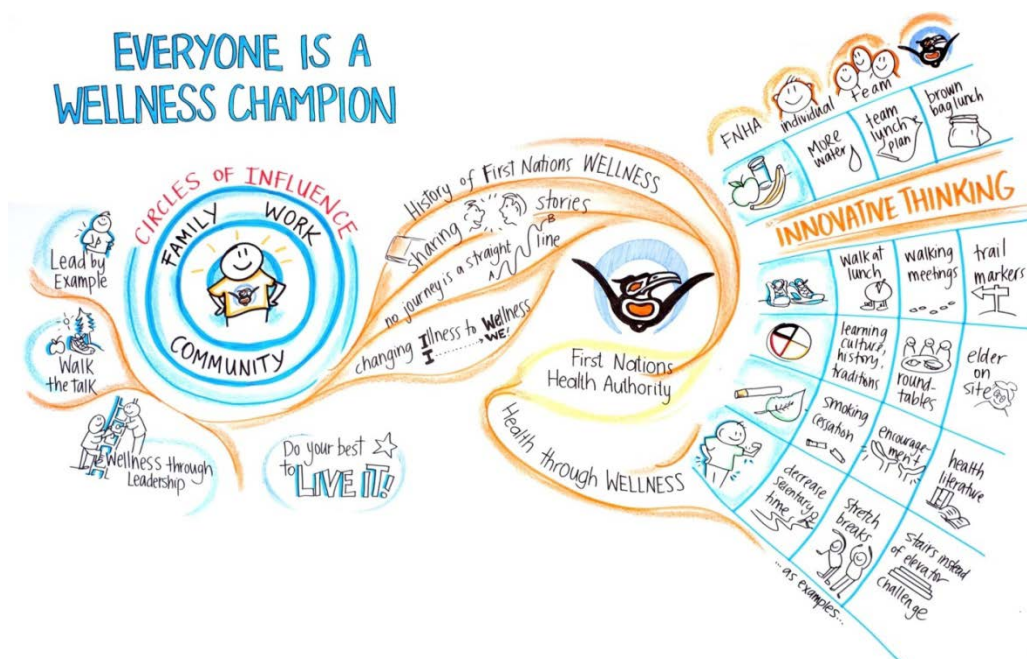 EVERYONE IS A
WELLNESS CHAMPION
CIRCLES OF INFLUENCE
FAMILY
WORK
COMMUNITY
Lead by
Example
Walk
the talk
Wellness through
Leadership
Do your best
to
LIVE IT!
History of First Nations WELLNESS
sharing
stories
no journey is a straight
line
A
B
changing Illness to Wellness
I
WE!
First Nations
Health Authority
Health through WELLNESS
FNHA
individual
team
MORE
water
team
lunch
plan
brown
bag lunch
INNOVATIVE THINKING
walk at
lunch
walking
meetings
trail
markers
learning
culture,
history,
traditions
round-
tables
elder
on
site
smoking
cessation
encourage-
ment
health
literature
decrease
sedentary
time
stretch
breaks
stairs instead
of elevator
challenge
...as examples...